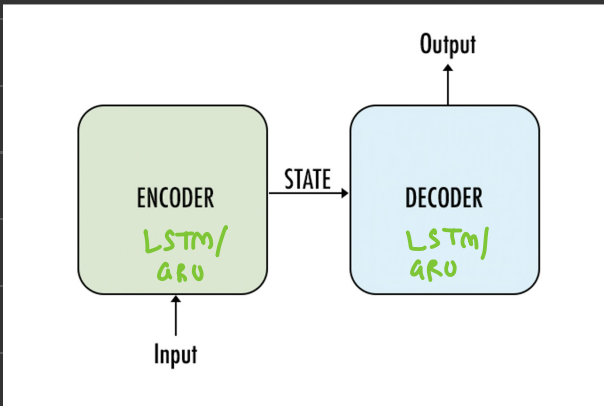 Output
ENCODER
LSTM/
GRU
STATE
DECODER
LSTM/
GRU
Input